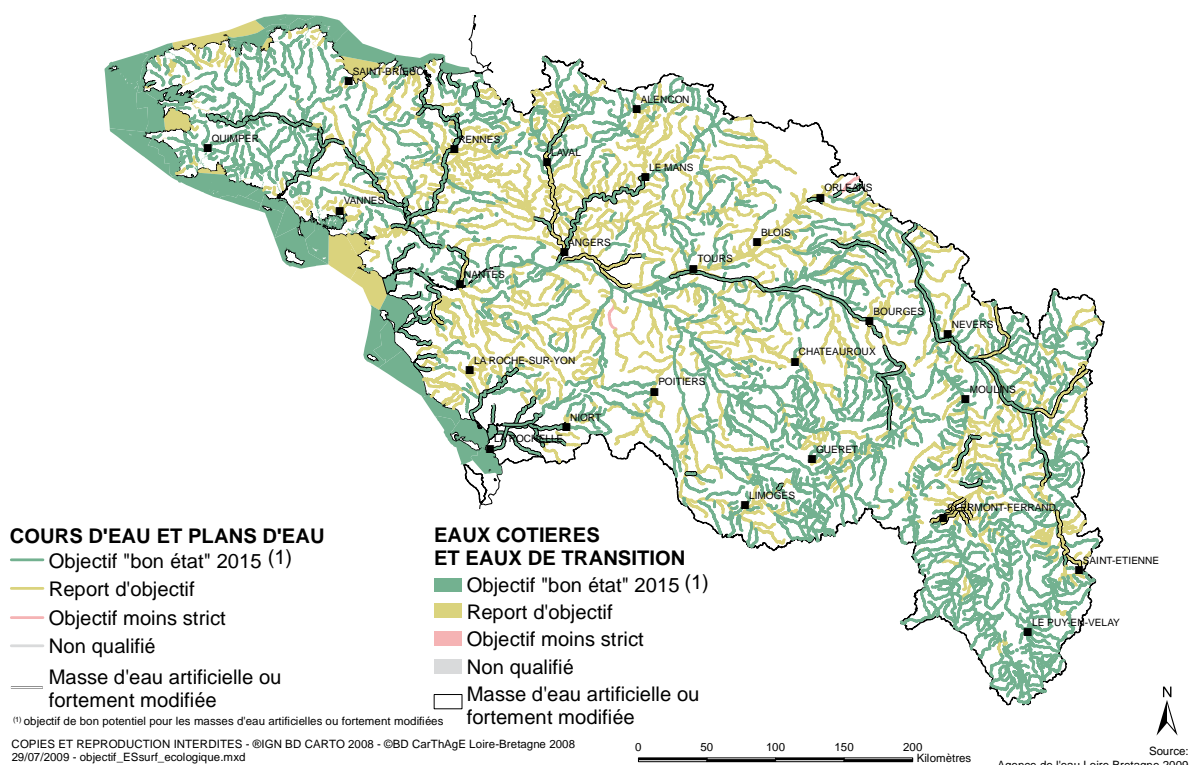 SAINT-BRIEUC
ALENCON
QUIMPER
RENNES
LAVAL
LE MANS
ORLEANS
VANNES
BLOIS
ANGERS
TOURS
NANTES
BOURGES
NEVERS
CHATEAUROUX
LA ROCHE-SUR-YON
POITIERS
MOULINS
NIORT
LA ROCHELLE
GUERET
LIMOGES
CLERMONT-FERRAND
SAINT-ETIENNE
LE PUY-EN-VELAY
COURS D'EAU ET PLANS D'EAU
Objectif "bon état" 2015 (1)
Report d'objectif
Objectif moins strict
Non qualifié
Masse d'eau artificielle ou
fortement modifiée
(1) objectif de bon potentiel pour les masses d'eau artificielles ou fortement modifiées
EAUX COTIERES
ET EAUX DE TRANSITION
Objectif "bon état" 2015 (1)
Report d'objectif
Objectif moins strict
Non qualifié
Masse d'eau artificielle ou
fortement modifiée
COPIES ET REPRODUCTION INTERDITES - ®IGN BD CARTO 2008 - ©BD CarThAgE Loire-Bretagne 2008
29/07/2009 - objectif_ESsurf_ecologique.mxd
0 50 100 150 200
Kilomètres
N
Source:
Agence de l'eau Loire Bretagne 2009